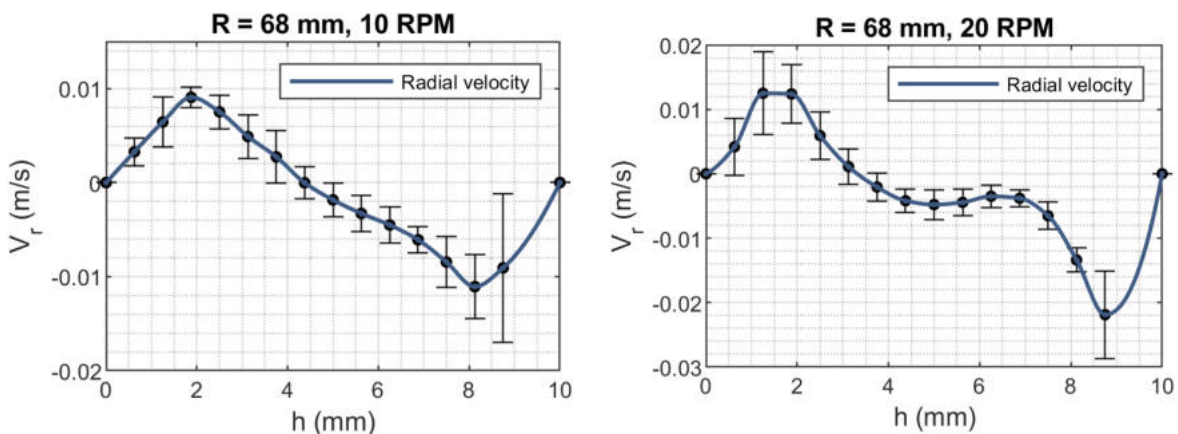 R = 68 mm, 10 RPM
Radial velocity
0.01
0
-0.01
-0.02
V_r (m/s)
0 2 4 6 8 10
h (mm)
R = 68 mm, 20 RPM
Radial velocity
0.02
0.01
0
-0.01
-0.02
-0.03
V_r (m/s)
0 2 4 6 8 10
h (mm)